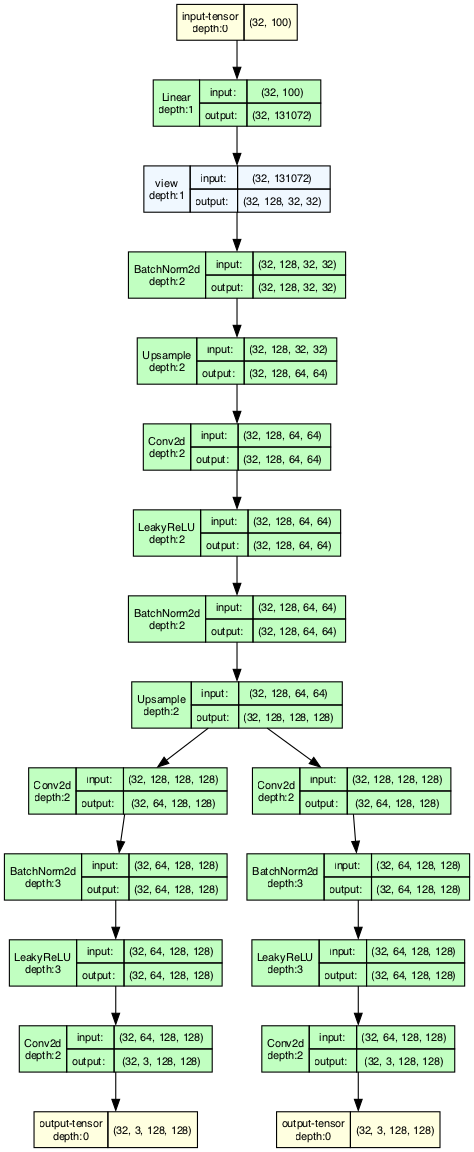 input-tensor
depth:0
(32, 100)
Linear
depth:1
input:
(32, 100)
output:
(32, 131072)
view
depth:1
input:
(32, 131072)
output:
(32, 128, 32, 32)
BatchNorm2d
depth:2
input:
(32, 128, 32, 32)
output:
(32, 128, 32, 32)
Upsample
depth:2
input:
(32, 128, 32, 32)
output:
(32, 128, 64, 64)
Conv2d
depth:2
input:
(32, 128, 64, 64)
output:
(32, 128, 64, 64)
LeakyReLU
depth:2
input:
(32, 128, 64, 64)
output:
(32, 128, 64, 64)
BatchNorm2d
depth:2
input:
(32, 128, 64, 64)
output:
(32, 128, 64, 64)
Upsample
depth:2
input:
(32, 128, 64, 64)
output:
(32, 128, 128, 128)
Conv2d
depth:2
input:
(32, 128, 128, 128)
output:
(32, 64, 128, 128)
Conv2d
depth:2
input:
(32, 128, 128, 128)
output:
(32, 64, 128, 128)
BatchNorm2d
depth:3
input:
(32, 64, 128, 128)
output:
(32, 64, 128, 128)
BatchNorm2d
depth:3
input:
(32, 64, 128, 128)
output:
(32, 64, 128, 128)
LeakyReLU
depth:3
input:
(32, 64, 128, 128)
output:
(32, 64, 128, 128)
LeakyReLU
depth:3
input:
(32, 64, 128, 128)
output:
(32, 64, 128, 128)
Conv2d
depth:2
input:
(32, 64, 128, 128)
output:
(32, 3, 128, 128)
Conv2d
depth:2
input:
(32, 64, 128, 128)
output:
(32, 3, 128, 128)
output-tensor
depth:0
(32, 3, 128, 128)
output-tensor
depth:0
(32, 3, 128, 128)